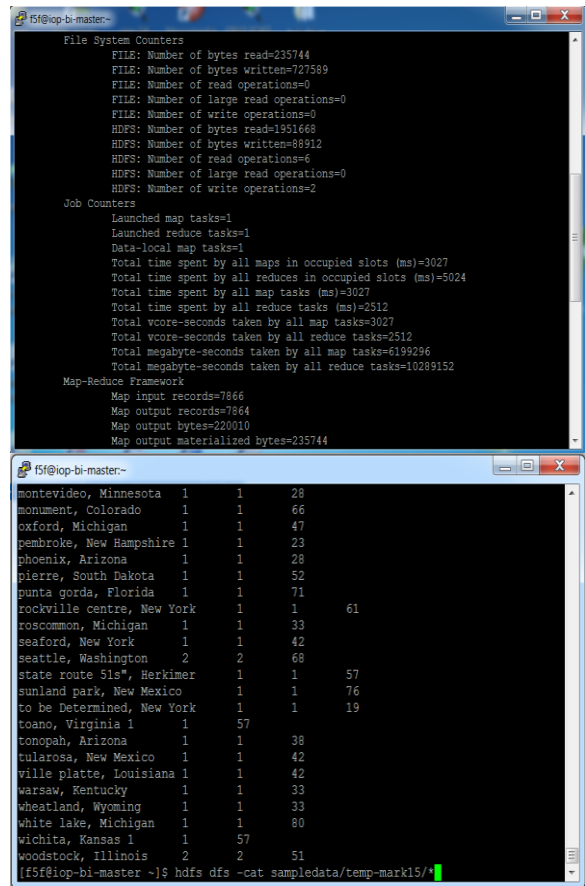 f5f@iop-bi-master:~
File System Counters
FILE: Number of bytes read=235744
FILE: Number of bytes written=727589
FILE: Number of read operations=0
FILE: Number of large read operations=0
FILE: Number of write operations=0
HDFS: Number of bytes read=1951668
HDFS: Number of bytes written=88912
HDFS: Number of read operations=6
HDFS: Number of large read operations=0
HDFS: Number of write operations=2
Job Counters
Launched map tasks=1
Launched reduce tasks=1
Data-local map tasks=1
Total time spent by all maps in occupied slots (ms)=3027
Total time spent by all reduces in occupied slots (ms)=5024
Total time spent by all map tasks (ms)=3027
Total time spent by all reduce tasks (ms)=2512
Total vcore-seconds taken by all map tasks=3027
Total vcore-seconds taken by all reduce tasks=2512
Total megabyte-seconds taken by all map tasks=6199296
Total megabyte-seconds taken by all reduce tasks=10289152
Map-Reduce Framework
Map input records=7866
Map output records=7864
Map output bytes=220010
Map output materialized bytes=235744
f5f@iop-bi-master:~
montevideo, Minnesota 1 1 28
monument, Colorado 1 1 66
oxford, Michigan 1 1 47
pembroke, New Hampshire 1 1 23
phoenix, Arizona 1 1 28
pierre, South Dakota 1 1 52
punta gorda, Florida 1 1 71
rockville centre, New York 1 1 61
roscommon, Michigan 1 1 33
seaford, New York 1 1 42
seattle, Washington 2 2 68
state route 51s", Herkimer 1 1 57
sunland park, New Mexico 1 1 76
to be Determined, New York 1 1 19
toano, Virginia 1 1 57
tonopah, Arizona 1 1 38
tularosa, New Mexico 1 1 42
ville platte, Louisiana 1 1 42
warsaw, Kentucky 1 1 33
wheatland, Wyoming 1 1 33
white lake, Michigan 1 1 80
wichita, Kansas 1 1 57
woodstock, Illinois 2 2 51
[f5f@iop-bi-master ~]$ hdfs dfs -cat sampledata/temp-mark15/*